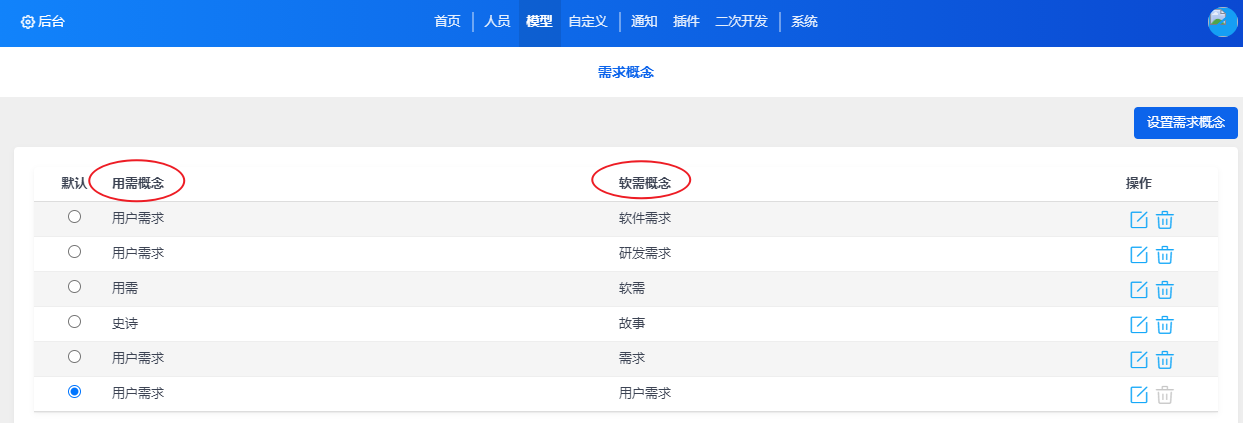 后台 首页 人员 模型 自定义 通知 插件 二次开发 系统
需求概念
设置需求概念
默认 用需概念 软需概念 操作
用户需求 软件需求
用户需求 研发需求
用需 软需
史诗 故事
用户需求 需求
用户需求 用户需求